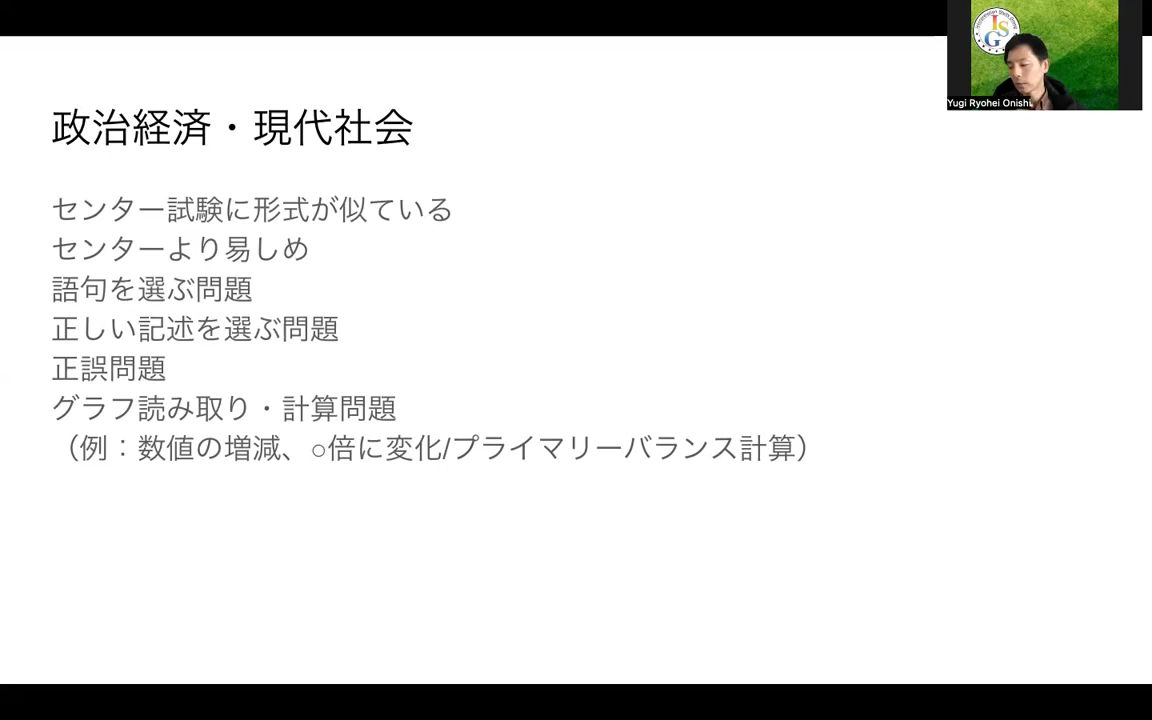 政治経済・現代社会
センター試験に形式が似ている
センターより易しめ
語句を選ぶ問題
正しい記述を選ぶ問題
正誤問題
グラフ読み取り・計算問題
（例：数値の増減、○倍に変化/プライマリーバランス計算）
ISG
Yugi Ryohei Onishi